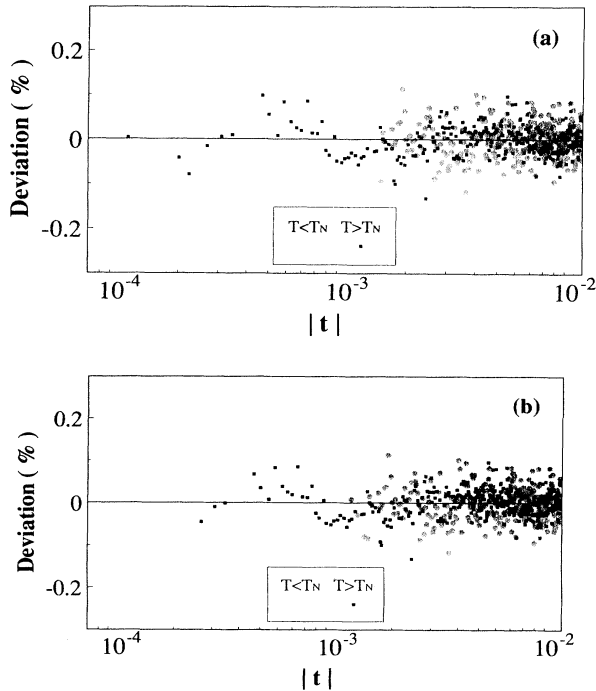 (a)
0.2
0
-0.2
Deviation ( % )
T<TN T>TN
10-4 10-3 10-2
| t |
(b)
0.2
0
-0.2
Deviation ( % )
T<TN T>TN
10-4 10-3 10-2
| t |